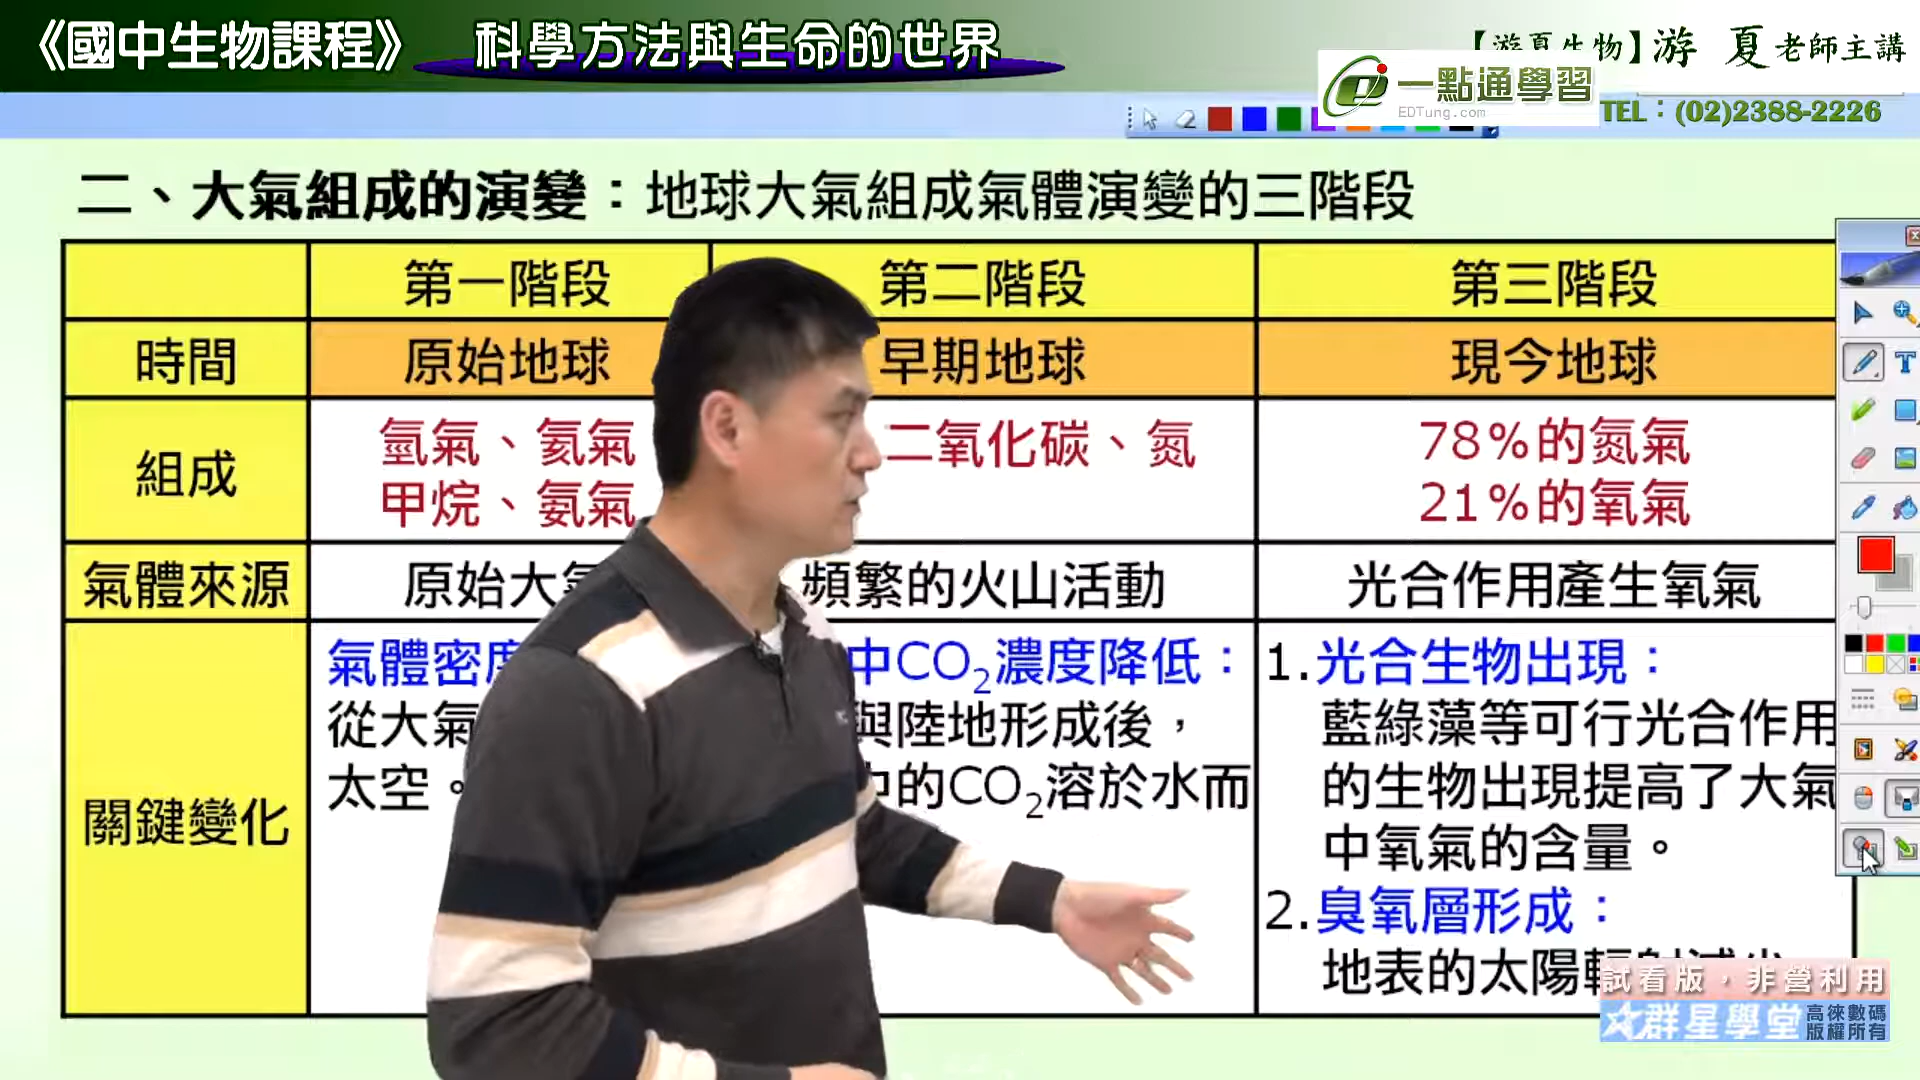 《國中生物課程》 科學方法與生命的世界
【游夏生物】游 夏老師主講
一點通學習
EDTung.com
TEL：(02)2388-2226
二、大氣組成的演變：地球大氣組成氣體演變的三階段
第一階段 第二階段 第三階段
時間 原始地球 早期地球 現今地球
組成 氫氣、氦氣 二氧化碳、氮 78%的氮氣
甲烷、氨氣 21%的氧氣
氣體來源 原始大氣 頻繁的火山活動 光合作用產生氧氣
關鍵變化
氣體密度
從大氣
太空。
中CO₂濃度降低：
與陸地形成後，
中的CO₂溶於水而
1.光合生物出現：
藍綠藻等可行光合作用
的生物出現提高了大氣
中氧氣的含量。
2.臭氧層形成：
地表的太陽輻射減少
試看版，非營利用
群星學堂 高徠數碼
版權所有